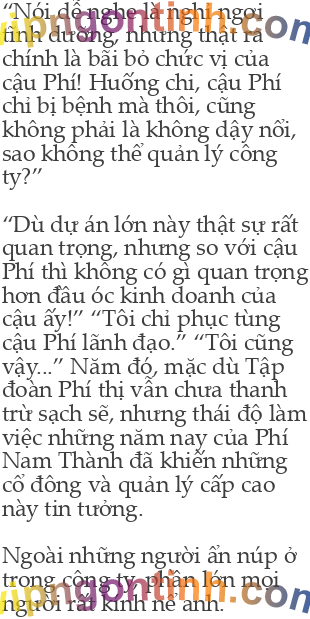 “Nói dễ nghe là nghỉ ngơi
tĩnh dưỡng, nhưng thật ra
chính là bãi bỏ chức vị của
cậu Phí! Huống chi, cậu Phí
chỉ bị bệnh mà thôi, cũng
không phải là không dậy nổi,
sao không thể quản lý công
ty?”
“Dù dự án lớn này thật sự rất
quan trọng, nhưng so với cậu
Phí thì không có gì quan trọng
hơn đầu óc kinh doanh của
cậu ấy!” “Tôi chỉ phục tùng
cậu Phí lãnh đạo.” “Tôi cũng
vậy...” Năm đó, mặc dù Tập
đoàn Phí thị vẫn chưa thanh
trừ sạch sẽ, nhưng thái độ làm
việc những năm nay của Phí
Nam Thành đã khiến những
cổ đông và quản lý cấp cao
này tin tưởng.
Ngoài những người ẩn núp ở
trong công ty, phần lớn mọi
người rất kính nể anh.
vipngontinh.com
vipngontinh.com